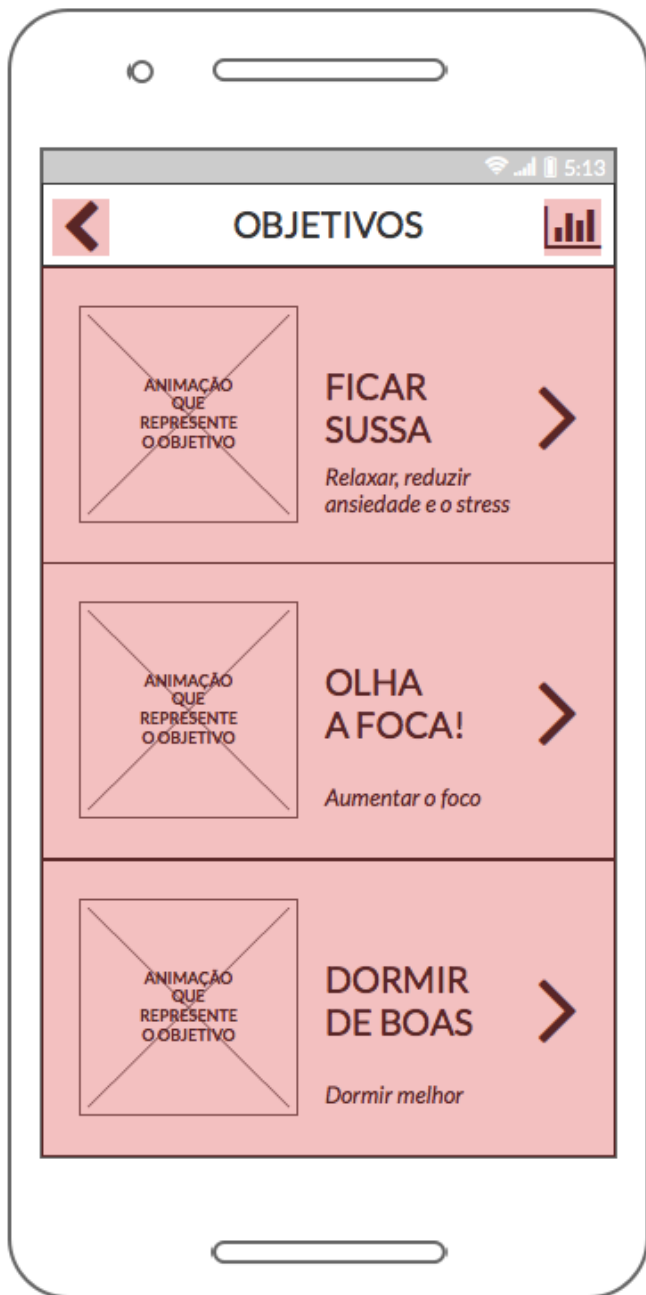 5:13
OBJETIVOS
ANIMAÇÃO
QUE
REPRESENTE
O OBJETIVO
FICAR
SUSSA
Relaxar, reduzir
ansiedade e o stress
ANIMAÇÃO
QUE
REPRESENTE
O OBJETIVO
OLHA
A FOCA!
Aumentar o foco
ANIMAÇÃO
QUE
REPRESENTE
O OBJETIVO
DORMIR
DE BOAS
Dormir melhor